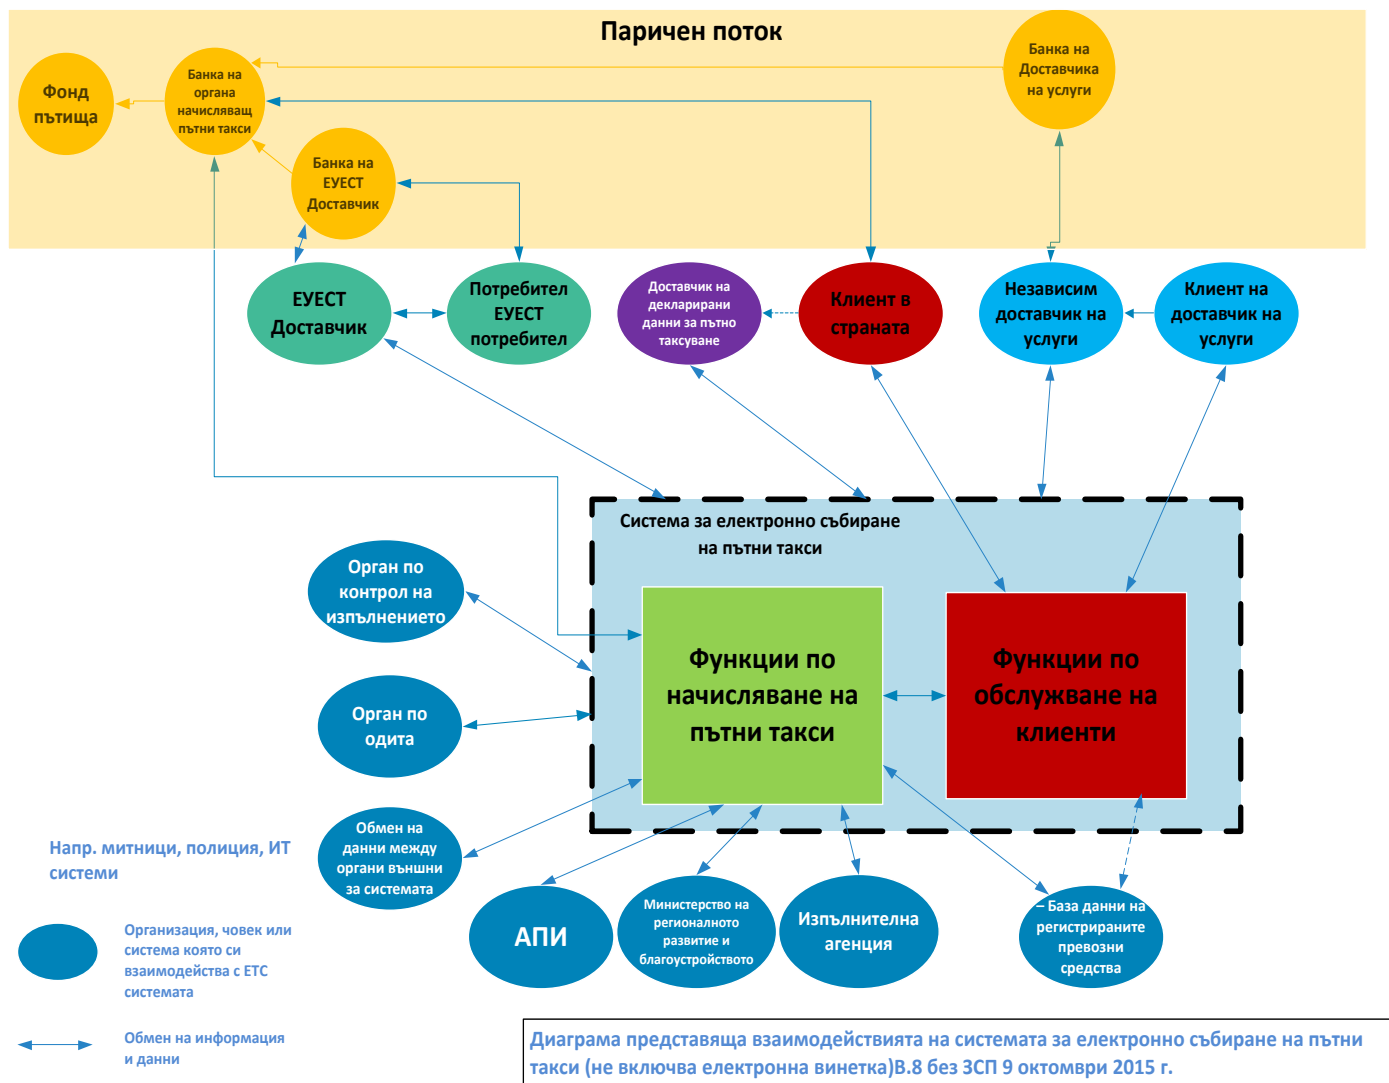 Паричен поток
Фонд
пътища
Банка на
органа
начисляващ
пътни такси
Банка на
ЕУЕСТ
Доставчик
Банка на
Доставчика
на услуги
ЕУЕСТ
Доставчик
Потребител
ЕУЕСТ
потребител
Доставчик на
декларирани
данни за пътно
таксуване
Клиент в
страната
Независим
доставчик на
услуги
Клиент на
доставчик на
услуги
Система за електронно събиране
на пътни такси
Орган по
контрол на
изпълнението
Функции по
начисляване на
пътни такси
Функции по
обслужване на
клиенти
Орган по
одита
Обмен на
данни между
органи външни
за системата
Напр. митници, полиция, ИТ
системи
АПИ
Министерство на
регионалното
развитие и
благоустройството
Изпълнителна
агенция
– База данни на
регистрираните
превозни
средства
Организация, човек или
система която си
взаимодейства с ЕТС
системата
Обмен на информация
и данни
Диаграма представяща взаимодействията на системата за електронно събиране на пътни
такси (не включва електронна винетка)В.8 без ЗСП 9 октомври 2015 г.